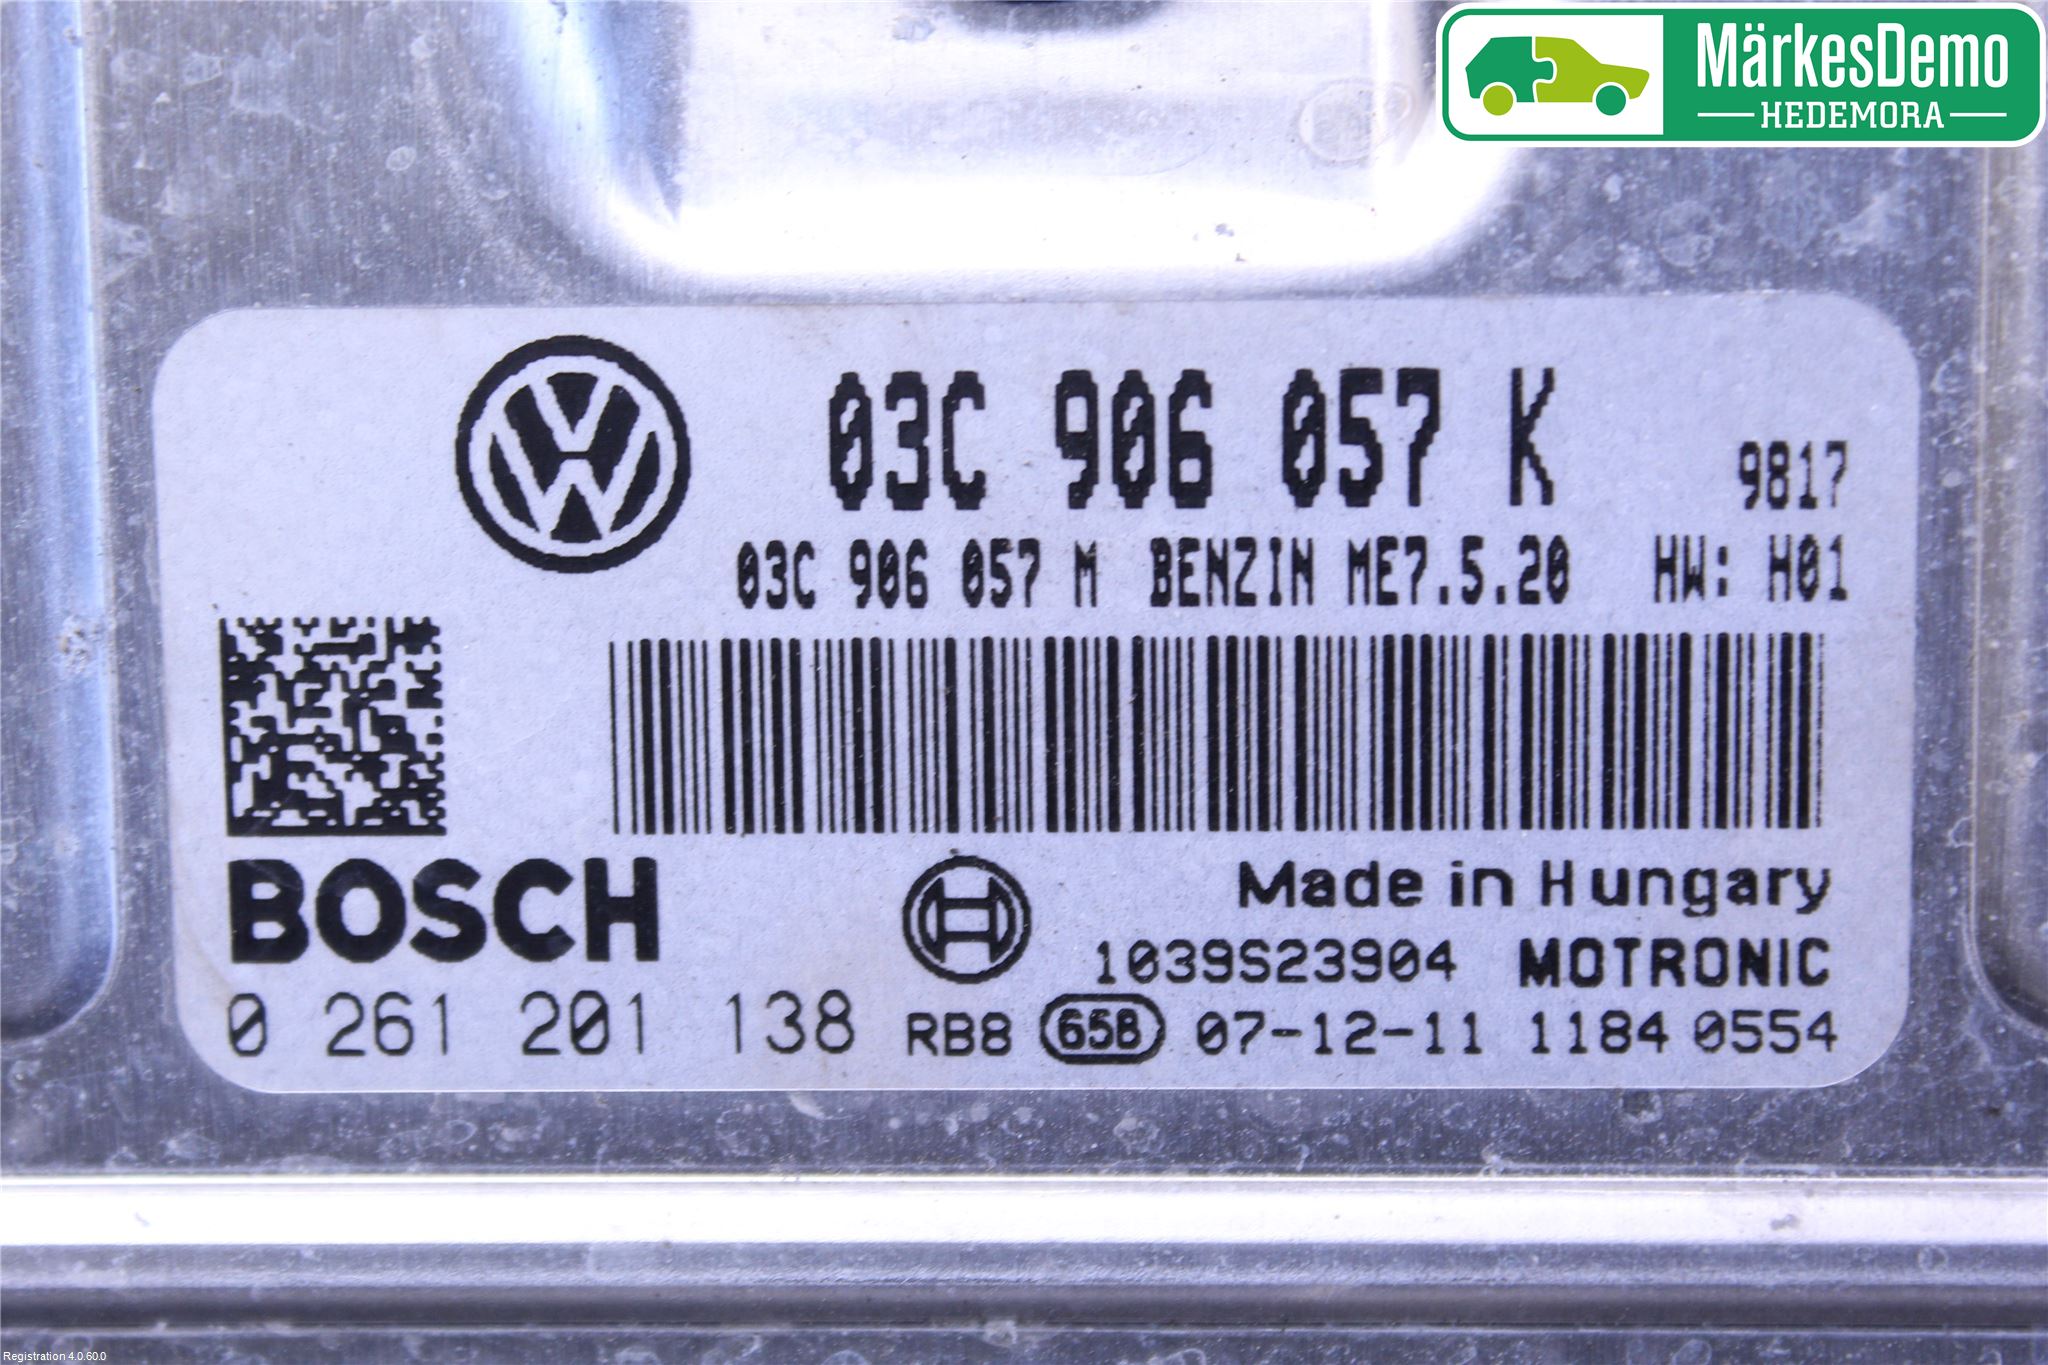 MärkesDemo
HEDEMORA
03C 906 057 K
9817
03C 906 057 M BENZIN ME7.5.20 HW: H01
BOSCH
Made in Hungary
1039S23904 MOTRONIC
0 261 201 138 RB8 65B 07-12-11 1184 0554
Registration 4.0.60.0